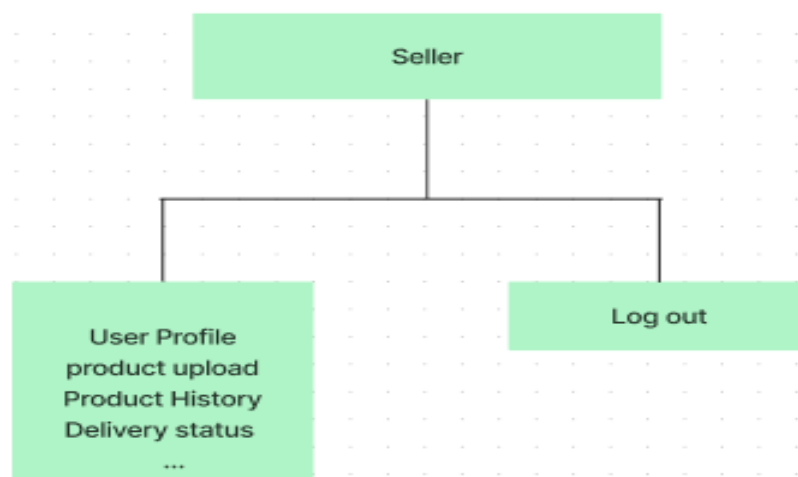 Seller
User Profile
Log out
product upload
Product History
Delivery status
...